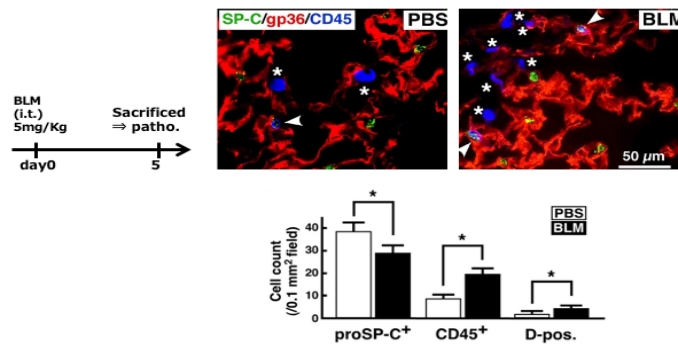 SP-C/gp36/CD45 PBS
BLM
* * * * * * * *
BLM
(i.t.)
5mg/Kg
Sacrificed
⇒ patho.
day0 5
50 µm
Cell count
(/0.1 mm² field)
40
30
20
10
0
* * *
PBS
BLM
proSP-C⁺ CD45⁺ D-pos.